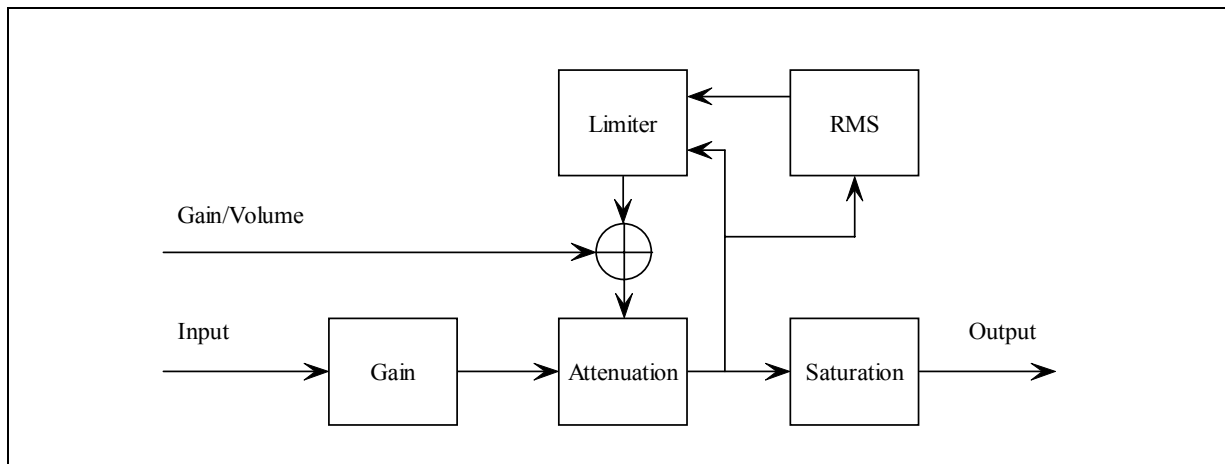 Limiter
RMS
Gain/Volume
Input
Output
Gain
Attenuation
Saturation